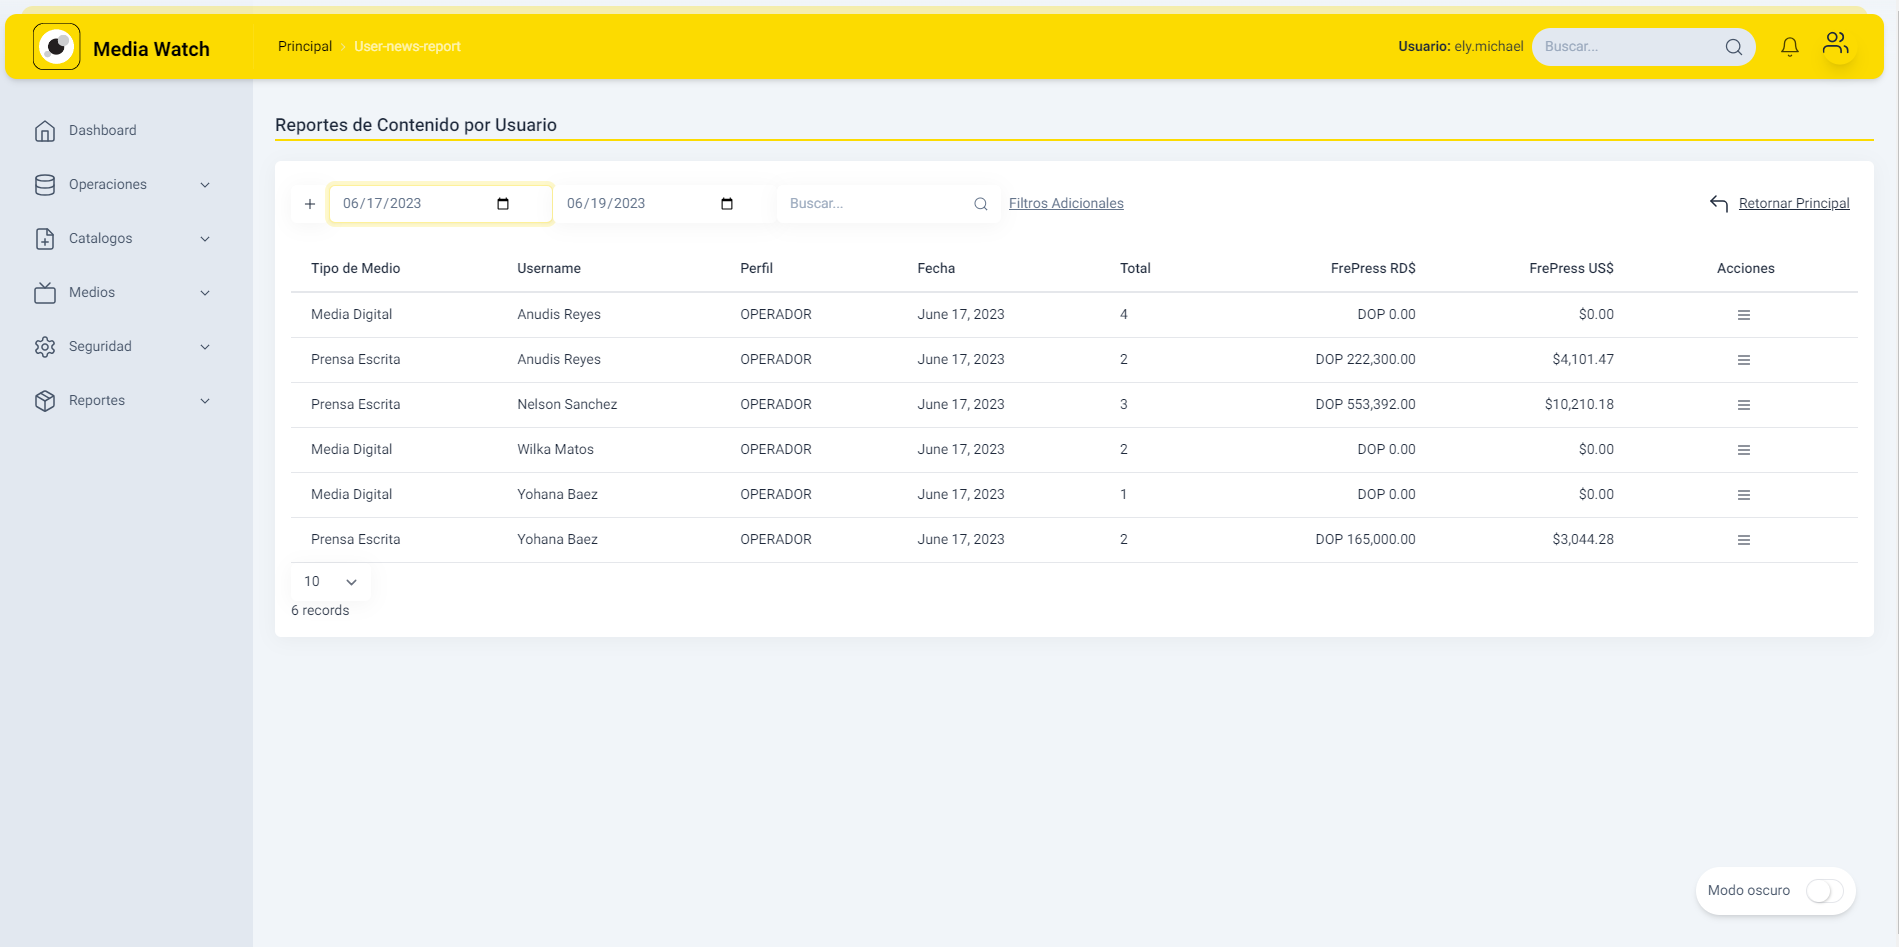 Media Watch
Principal > User-news-report
Usuario: ely.michael
Buscar...
Dashboard
Operaciones
Catalogos
Medios
Seguridad
Reportes
Reportes de Contenido por Usuario
+ 06/17/2023 06/19/2023 Buscar... Filtros Adicionales Retornar Principal
Tipo de Medio Username Perfil Fecha Total FrePress RD$ FrePress US$ Acciones
Media Digital Anudis Reyes OPERADOR June 17, 2023 4 DOP 0.00 $0.00
Prensa Escrita Anudis Reyes OPERADOR June 17, 2023 2 DOP 222,300.00 $4,101.47
Prensa Escrita Nelson Sanchez OPERADOR June 17, 2023 3 DOP 553,392.00 $10,210.18
Media Digital Wilka Matos OPERADOR June 17, 2023 2 DOP 0.00 $0.00
Media Digital Yohana Baez OPERADOR June 17, 2023 1 DOP 0.00 $0.00
Prensa Escrita Yohana Baez OPERADOR June 17, 2023 2 DOP 165,000.00 $3,044.28
10
6 records
Modo oscuro